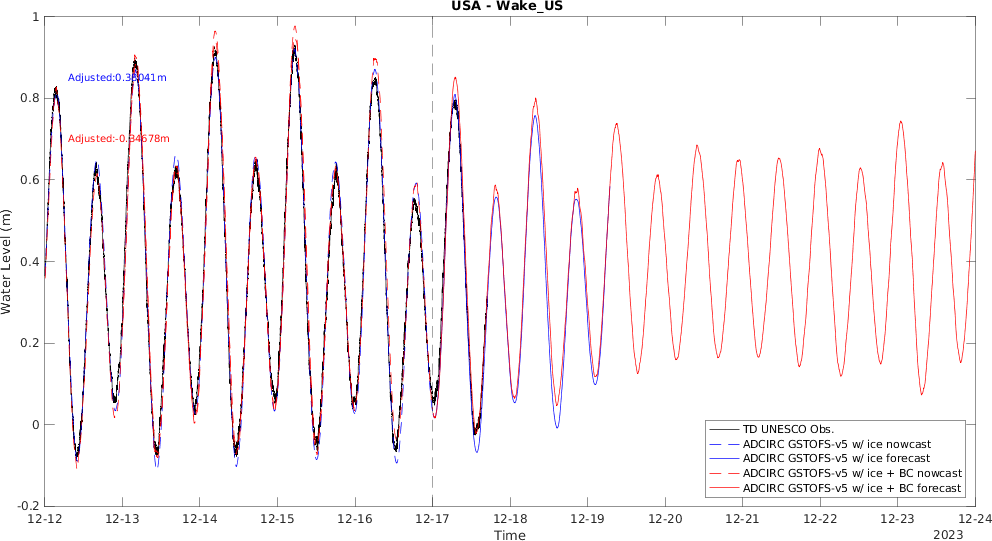 USA - Wake_US
Adjusted:0.38041m
Adjusted:-0.34678m
Water Level (m)
1
0.8
0.6
0.4
0.2
0
-0.2
12-12 12-13 12-14 12-15 12-16 12-17 12-18 12-19 12-20 12-21 12-22 12-23 12-24
Time
2023
TD UNESCO Obs.
ADCIRC GSTOFS-v5 w/ ice nowcast
ADCIRC GSTOFS-v5 w/ ice forecast
ADCIRC GSTOFS-v5 w/ ice + BC nowcast
ADCIRC GSTOFS-v5 w/ ice + BC forecast